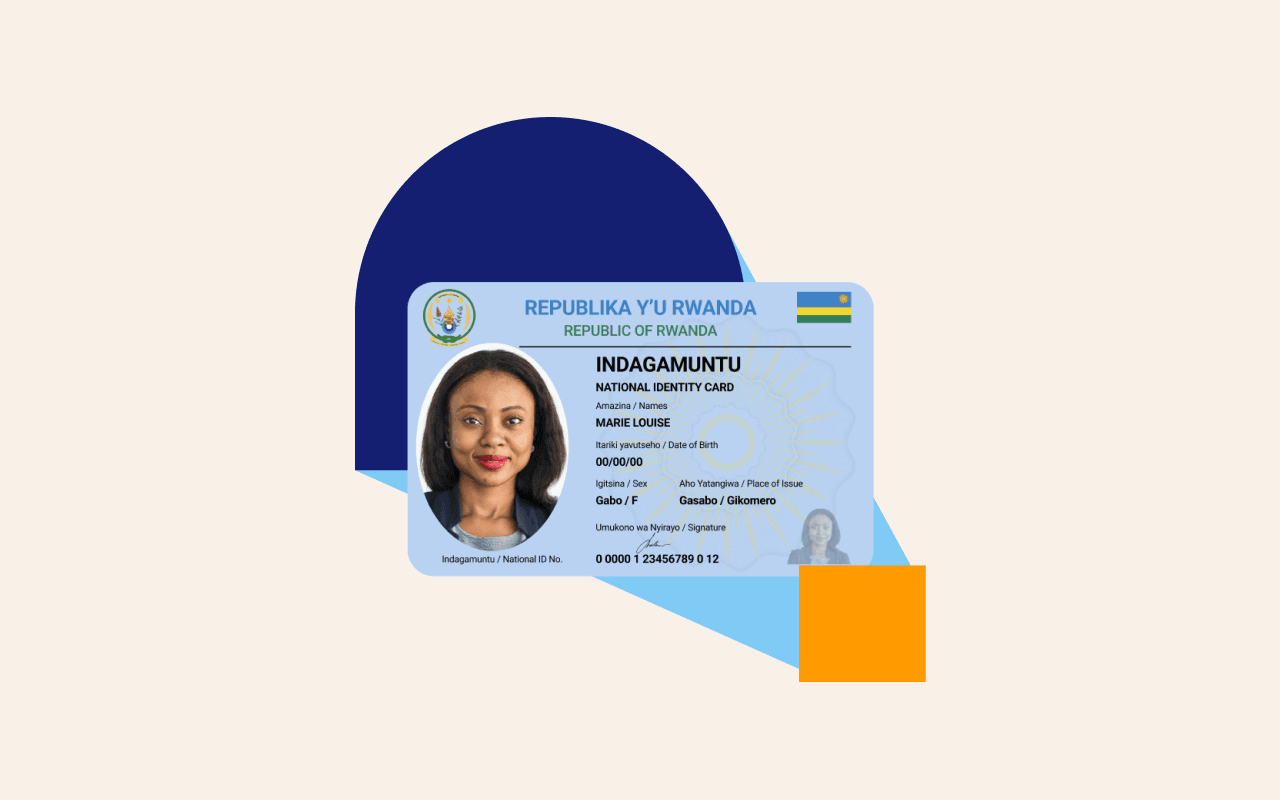 REPUBLIKA Y’U RWANDA
REPUBLIC OF RWANDA
INDAGAMUNTU
NATIONAL IDENTITY CARD
Amazina / Names
MARIE LOUISE
Itariki yavutseho / Date of Birth
00/00/00
Igitsina / Sex Aho Yatangiwa / Place of Issue
Gabo / F Gasabo / Gikomero
Umukono wa Nyirayo / Signature
Indagamuntu / National ID No. 0 0000 1 23456789 0 12